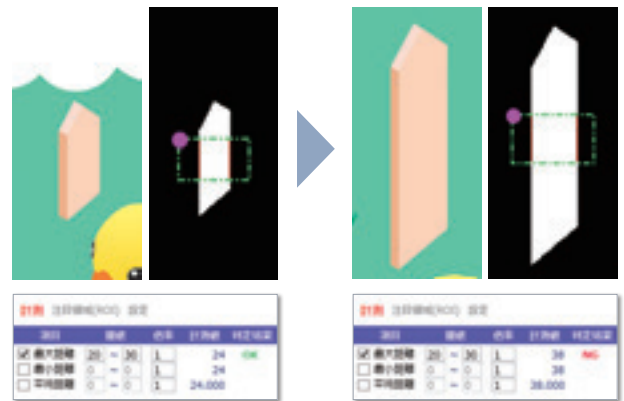 計測 注目領域(ROI) 設定
項目 範囲 倍率 計測値 判定結果
最大距離 20 ~ 30 1 24 OK
最小距離 0 ~ 0 1 24
平均距離 0 ~ 0 1 24.000
計測 注目領域(ROI) 設定
項目 範囲 倍率 計測値 判定結果
最大距離 20 ~ 30 1 38 NG
最小距離 0 ~ 0 1 38
平均距離 0 ~ 0 1 38.000